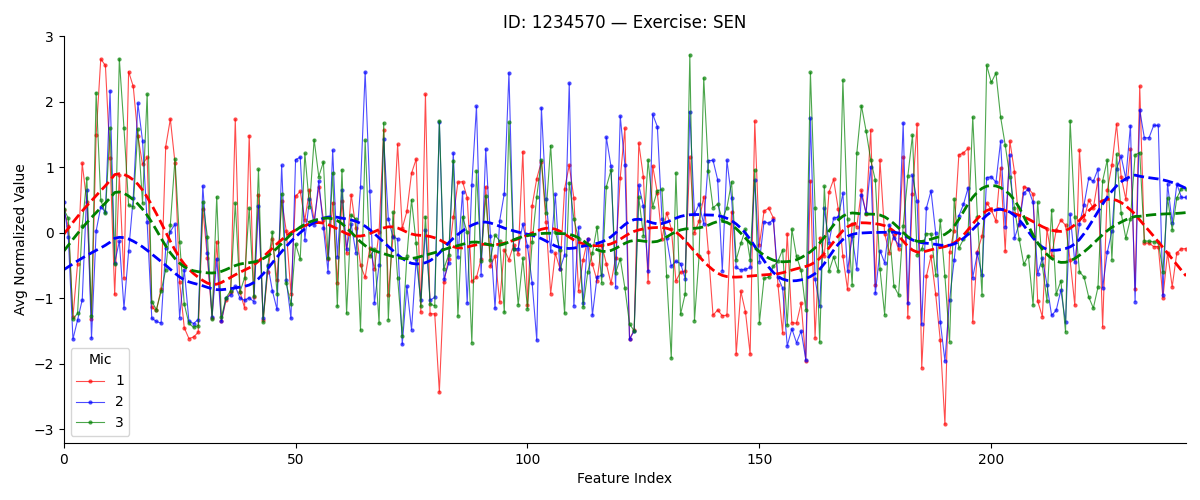 ID: 1234570 — Exercise: SEN
Avg Normalized Value
3
2
1
0
−1
−2
−3
Mic
1
2
3
0 50 100 150 200
Feature Index